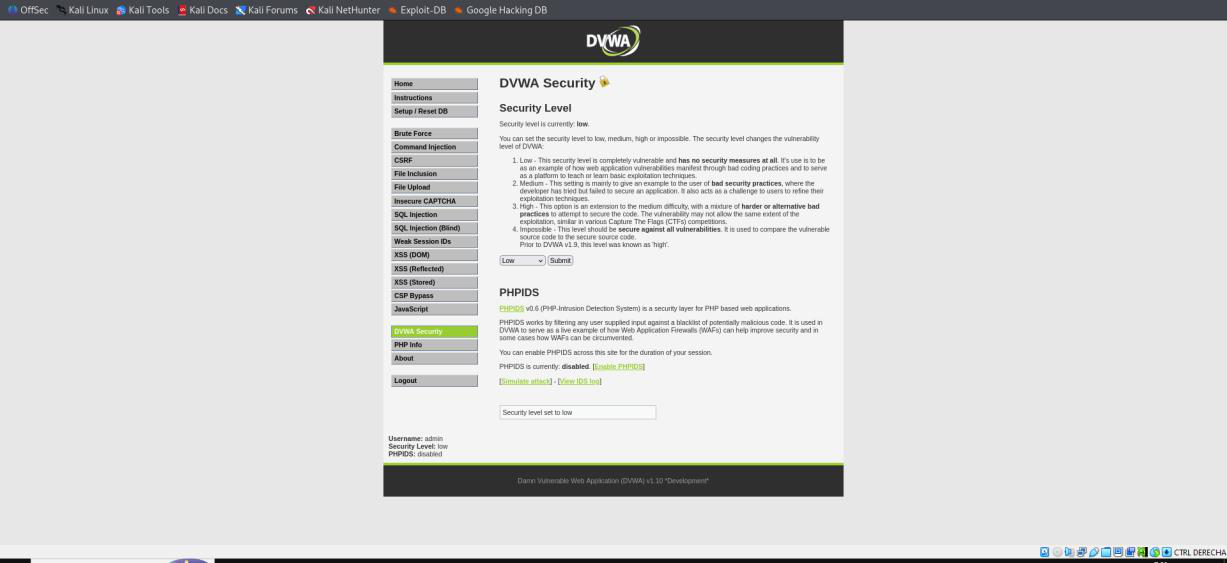 OffSec Kali Linux Kali Tools Kali Docs Kali Forums Kali NetHunter Exploit-DB Google Hacking DB
DVWA
Home
Instructions
Setup / Reset DB
Brute Force
Command Injection
CSRF
File Inclusion
File Upload
Insecure CAPTCHA
SQL Injection
SQL Injection (Blind)
Weak Session IDs
XSS (DOM)
XSS (Reflected)
XSS (Stored)
CSP Bypass
JavaScript
DVWA Security
PHP Info
About
Logout
DVWA Security
Security Level
Security level is currently: low.
You can set the security level to low, medium, high or impossible. The security level changes the vulnerability
level of DVWA:
1. Low - This security level is completely vulnerable and has no security measures at all. It's use is to be
as an example of how web application vulnerabilities manifest through bad coding practices and to serve
as a platform to teach or learn basic exploitation techniques.
2. Medium - This setting is mainly to give an example to the user of bad security practices, where the
developer has tried but failed to secure an application. It also acts as a challenge to users to refine their
exploitation techniques.
3. High - This option is an extension to the medium difficulty, with a mixture of harder or alternative bad
practices to attempt to secure the code. The vulnerability may not allow the same extent of the
exploitation, similar in various Capture The Flags (CTFs) competitions.
4. Impossible - This level should be secure against all vulnerabilities. It is used to compare the vulnerable
source code to the secure source code.
Prior to DVWA v1.9, this level was known as 'high'.
Low Submit
PHPIDS
PHPIDS v0.6 (PHP-Intrusion Detection System) is a security layer for PHP based web applications.
PHPIDS works by filtering any user supplied input against a blacklist of potentially malicious code. It is used in
DVWA to serve as a live example of how Web Application Firewalls (WAFs) can help improve security and in
some cases how WAFs can be circumvented.
You can enable PHPIDS across this site for the duration of your session.
PHPIDS is currently: disabled. [Enable PHPIDS]
[Simulate attack] - [View IDS log]
Security level set to low
Username: admin
Security Level: low
PHPIDS: disabled
Damn Vulnerable Web Application (DVWA) v1.10 *Development*
CTRL DERECHA